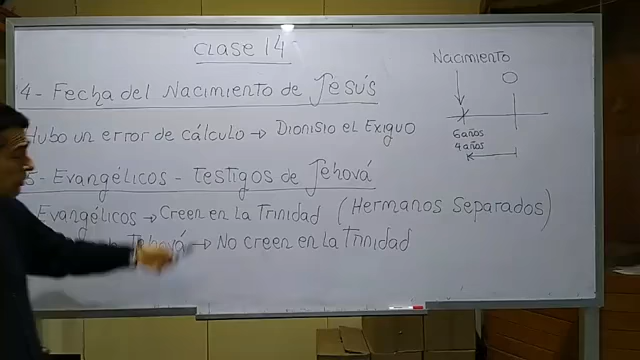 Clase 14
4 - Fecha del Nacimiento de Jesús
Hubo un error de cálculo → Dionisio el Exiguo
5 - Evangélicos - Testigos de Jehová
Evangélicos → Creen en La Trinidad (Hermanos Separados)
Jehová → No creen en La Trinidad
Nacimiento
0
6 años
4 años